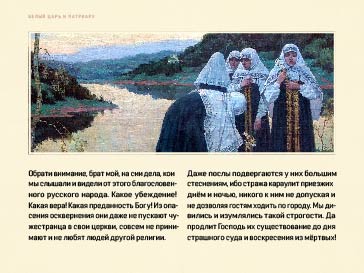 БЕЛЫЙ ЦАРЬ И ПАТРИАРХ
Обрати внимание, брат мой, на сии дела, кои
мы слышали и видели от этого благословен-
ного русского народа. Какое убеждение!
Какая вера! Какая преданность Богу! Из опа-
сения осквернения они даже не пускают чу-
жестранца в свои церкви, совсем не прини-
мают и не любят людей другой религии.
Даже послы подвергаются у них большим
стеснениям, ибо стража караулит приезжих
днём и ночью, никого к ним не допуская и
не дозволяя гостям ходить по городу. Мы ди-
вились и изумлялись такой строгости. Да
продлит Господь их существование до дня
страшного суда и воскресения из мёртвых!